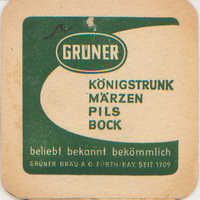 GRÜNER
KÖNIGSTRUNK
MÄRZEN
PILS
BOCK
beliebt bekannt bekömmlich
GRÜNER BRÄU A.G. FÜRTH/BAY. SEIT 1709